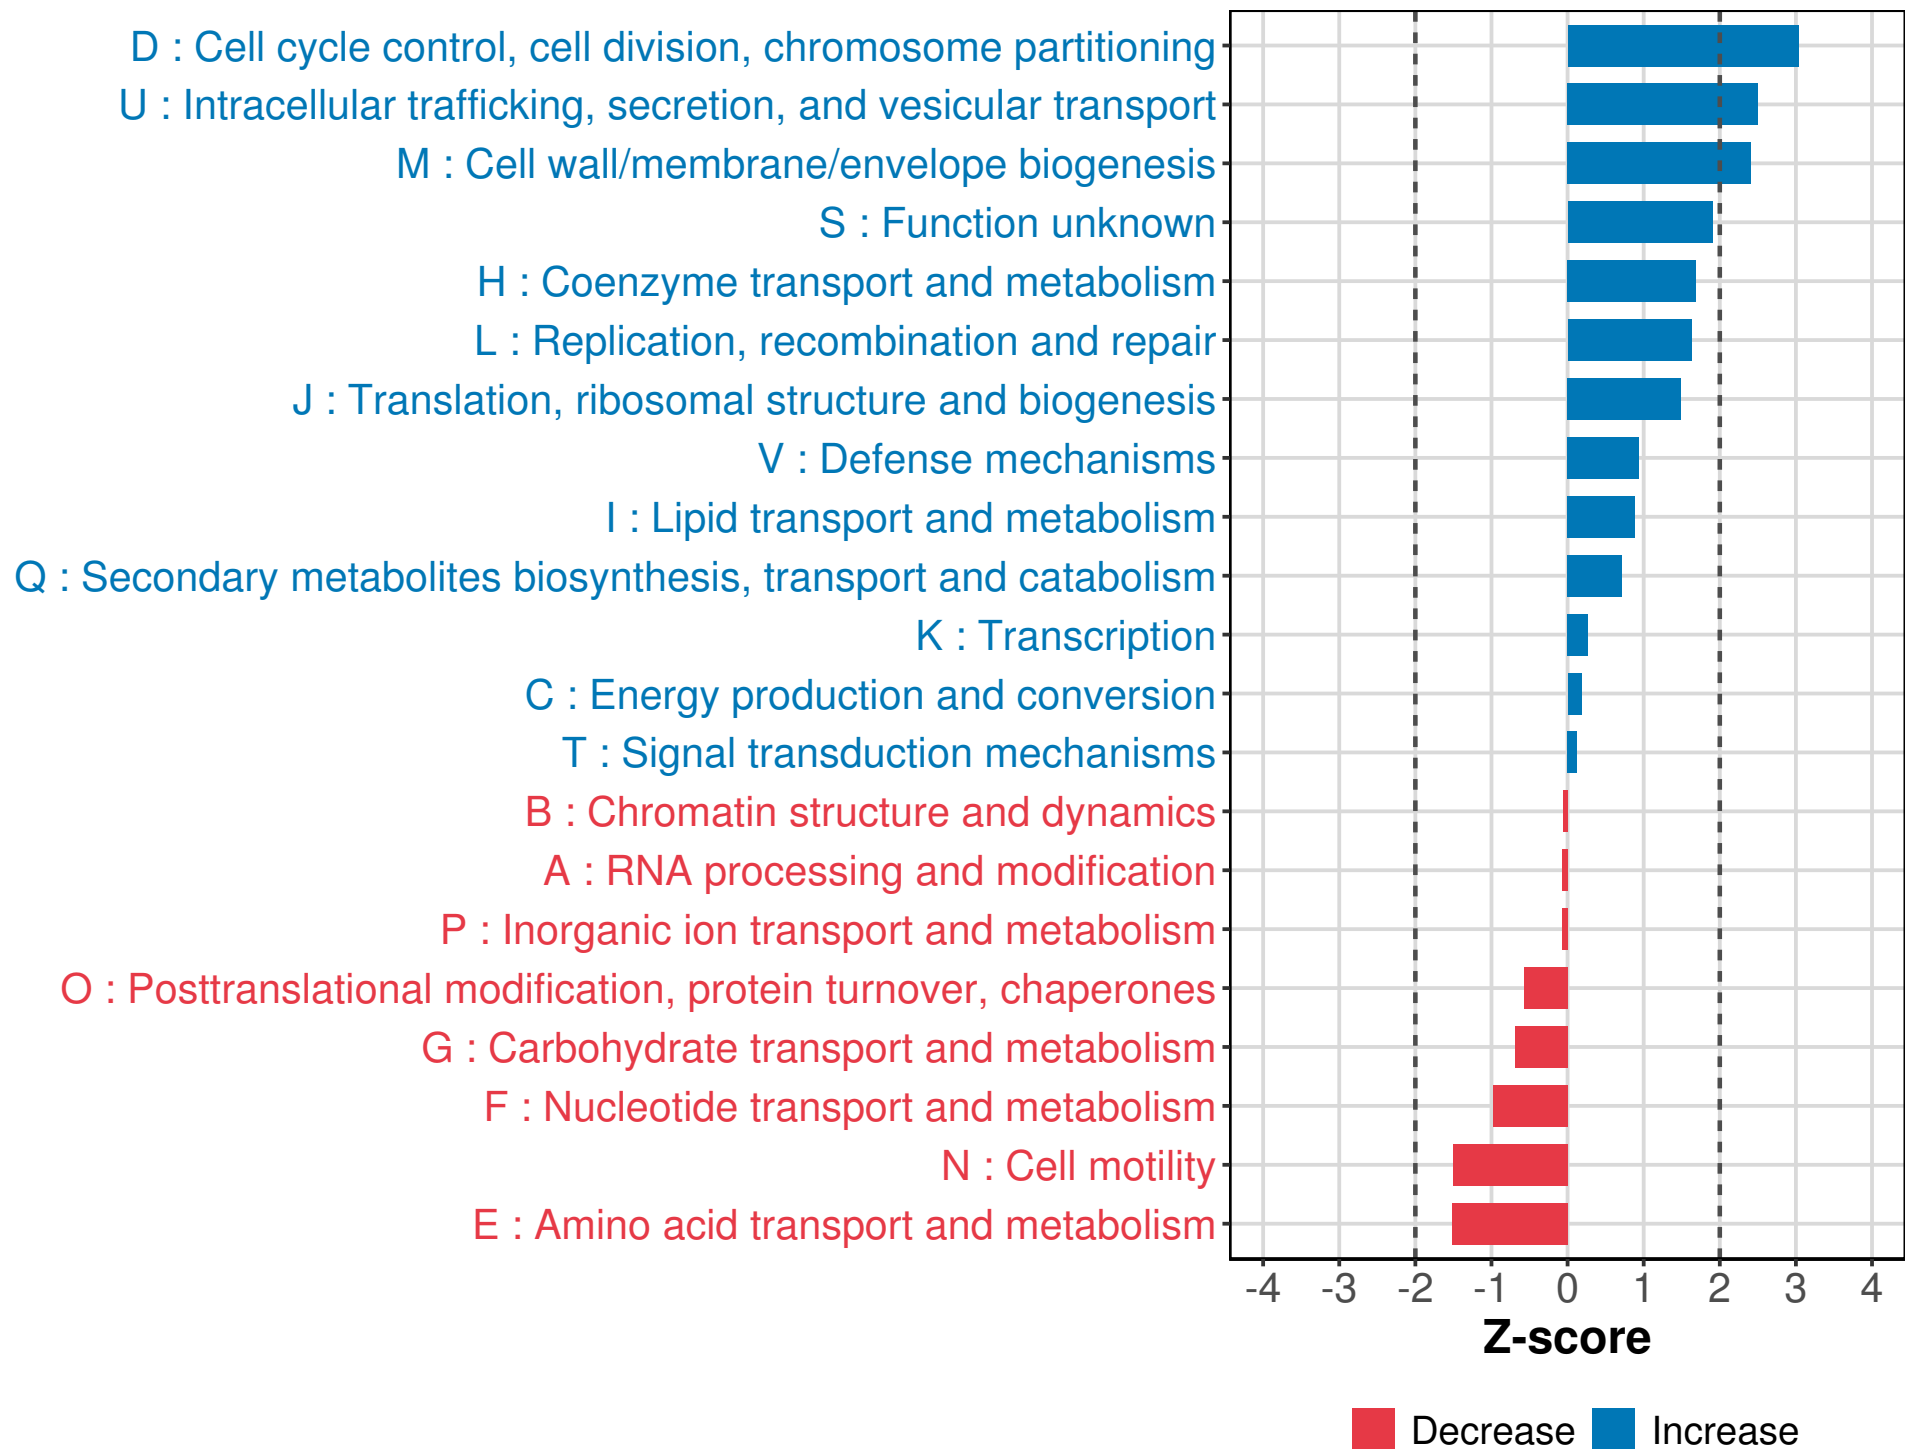 D : Cell cycle control, cell division, chromosome partitioning
U : Intracellular trafficking, secretion, and vesicular transport
M : Cell wall/membrane/envelope biogenesis
S : Function unknown
H : Coenzyme transport and metabolism
L : Replication, recombination and repair
J : Translation, ribosomal structure and biogenesis
V : Defense mechanisms
I : Lipid transport and metabolism
Q : Secondary metabolites biosynthesis, transport and catabolism
K : Transcription
C : Energy production and conversion
T : Signal transduction mechanisms
B : Chromatin structure and dynamics
A : RNA processing and modification
P : Inorganic ion transport and metabolism
O : Posttranslational modification, protein turnover, chaperones
G : Carbohydrate transport and metabolism
F : Nucleotide transport and metabolism
N : Cell motility
E : Amino acid transport and metabolism
-4 -3 -2 -1 0 1 2 3 4
Z-score
Decrease Increase